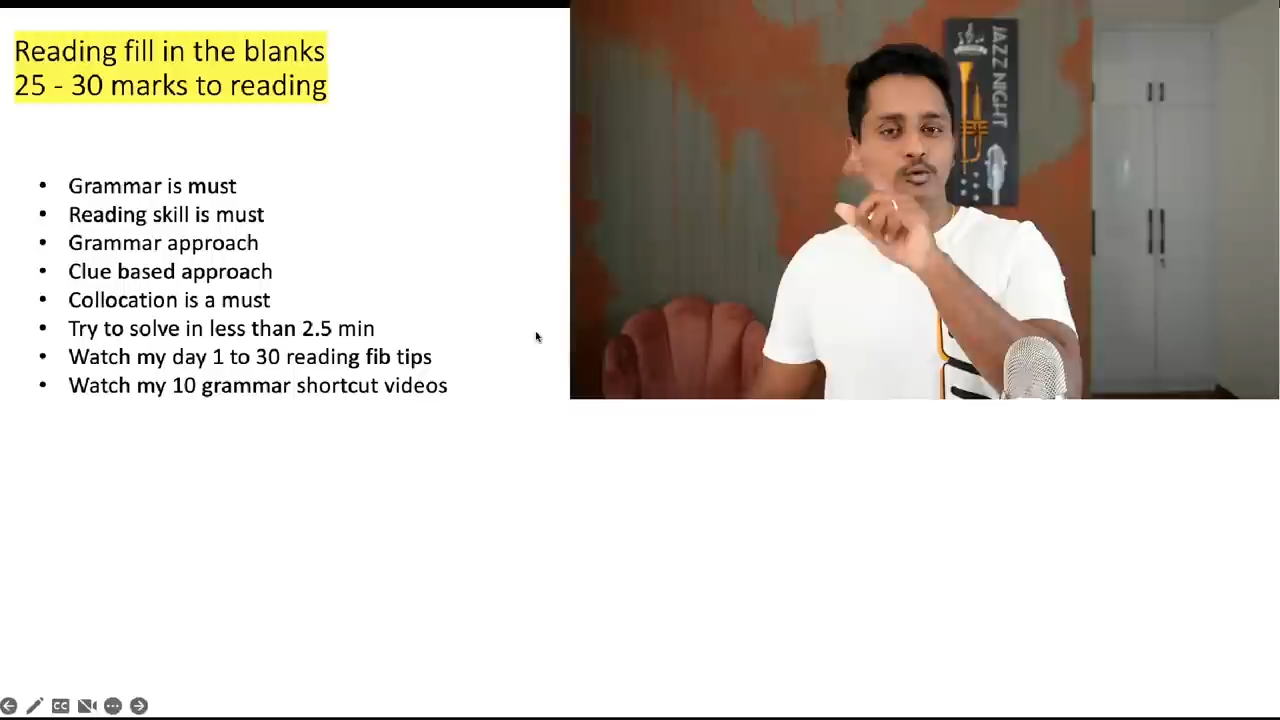 Reading fill in the blanks
25 - 30 marks to reading
• Grammar is must
• Reading skill is must
• Grammar approach
• Clue based approach
• Collocation is a must
• Try to solve in less than 2.5 min
• Watch my day 1 to 30 reading fib tips
• Watch my 10 grammar shortcut videos
JAZZ NIGHT
CC